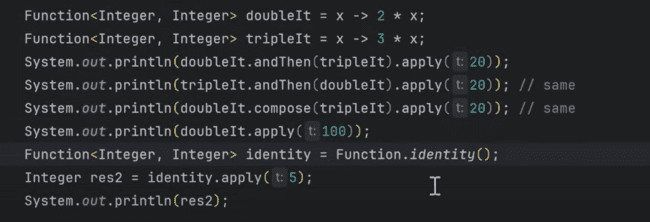 Function<Integer, Integer> doubleIt = x -> 2 * x;
Function<Integer, Integer> tripleIt = x -> 3 * x;
System.out.println(doubleIt.andThen(tripleIt).apply( t: 20));
System.out.println(tripleIt.andThen(doubleIt).apply( t: 20)); // same
System.out.println(doubleIt.compose(tripleIt).apply( t: 20)); // same
System.out.println(doubleIt.apply( t: 100));
Function<Integer, Integer> identity = Function.identity();
Integer res2 = identity.apply( t: 5);
System.out.println(res2);